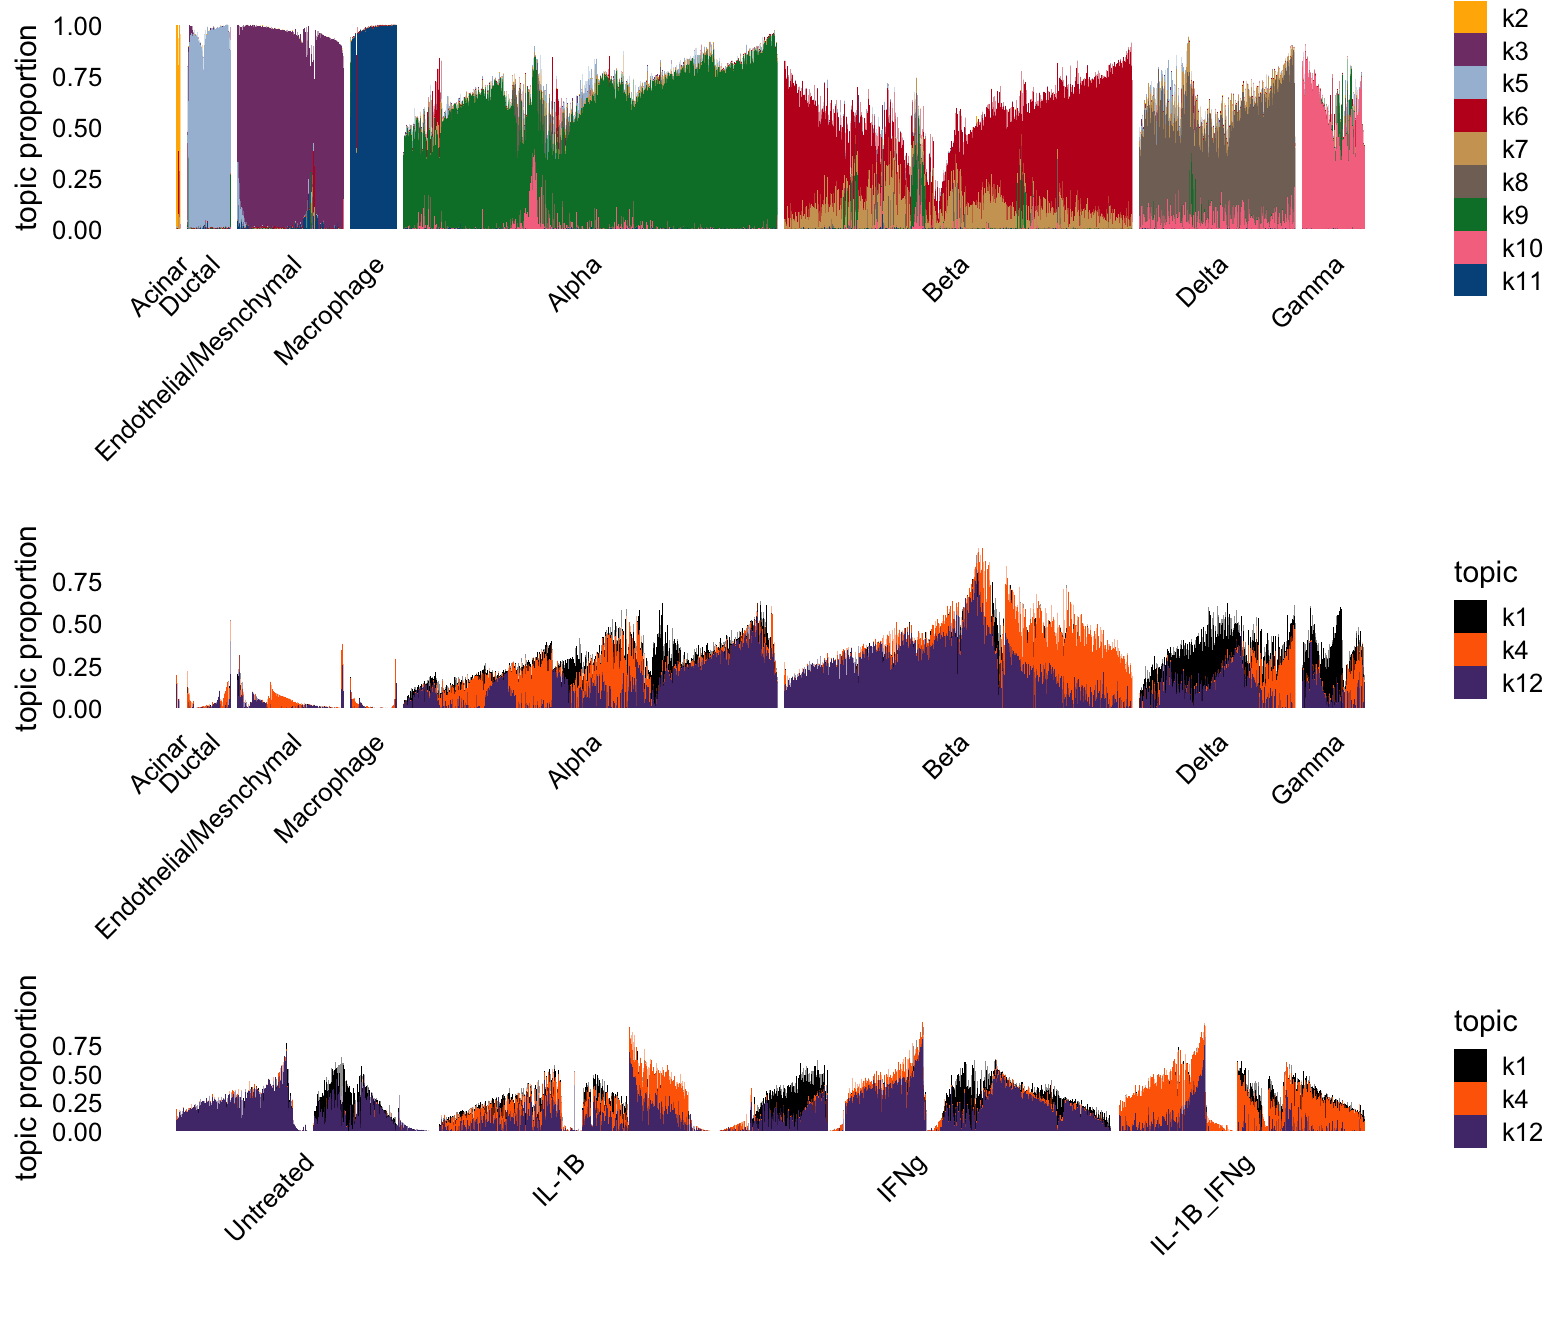 topic proportion
1.00
0.75
0.50
0.25
0.00
Acinar
Ductal
Endothelial/Mesnchymal
Macrophage
Alpha
Beta
Delta
Gamma
k2
k3
k5
k6
k7
k8
k9
k10
k11
topic proportion
0.75
0.50
0.25
0.00
Acinar
Ductal
Endothelial/Mesnchymal
Macrophage
Alpha
Beta
Delta
Gamma
topic
k1
k4
k12
topic proportion
0.75
0.50
0.25
0.00
Untreated
IL-1B
IFNg
IL-1B_IFNg
topic
k1
k4
k12